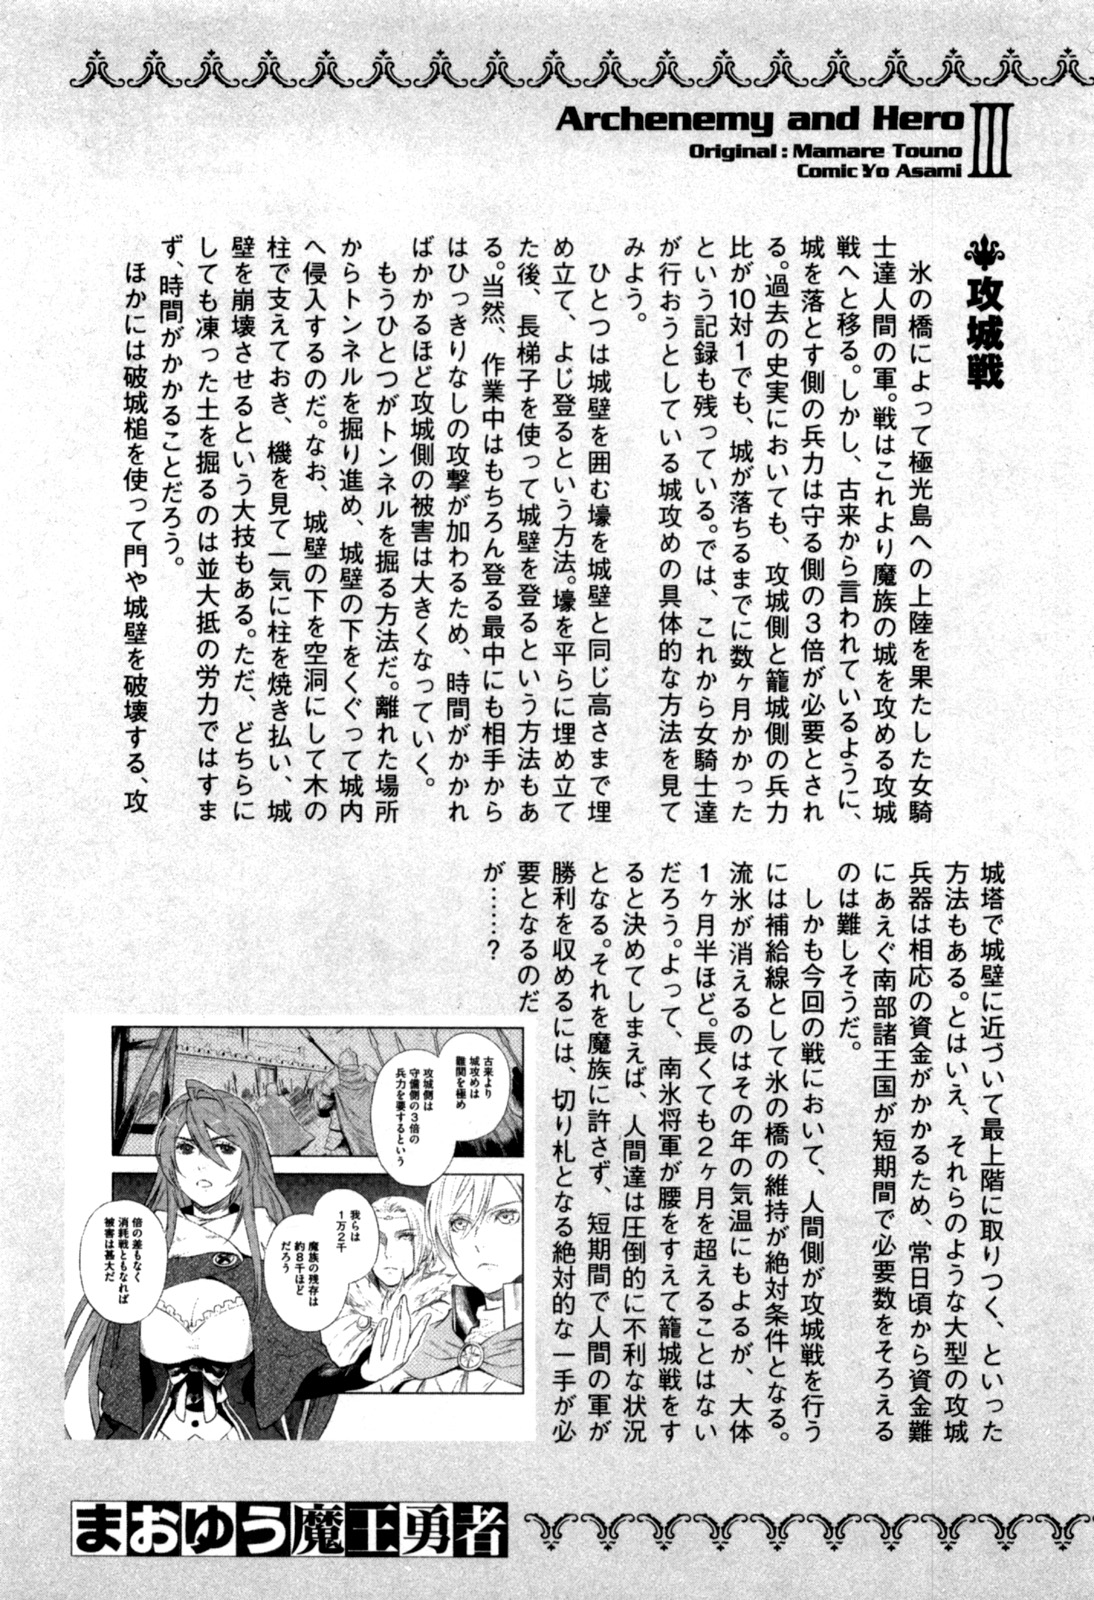 Archenemy and Hero III
Original : Mamare Touno
Comic Yo Asami
攻城戦
氷の橋によって極光島への上陸を果たした女騎
士達人間の軍。戦はこれより魔族の城を攻める攻城
戦へと移る。しかし、古来から言われているように、
城を落とす側の兵力は守る側の3倍が必要とされ
る。過去の史実においても、攻城側と籠城側の兵力
比が10対1でも、城が落ちるまでに数ヶ月かかった
という記録も残っている。では、これから女騎士達
が行おうとしている城攻めの具体的な方法を見て
みよう。
ひとつは城壁を囲む壕を城壁と同じ高さまで埋
め立て、よじ登るという方法。壕を平らに埋め立て
た後、長梯子を使って城壁を登るという方法もあ
る。当然、作業中はもちろん登る最中にも相手から
はひっきりなしの攻撃が加わるため、時間がかかれ
ばかかるほど攻城側の被害は大きくなっていく。
もうひとつがトンネルを掘る方法だ。離れた場所
からトンネルを掘り進め、城壁の下をくぐって城内
へ侵入するのだ。なお、城壁の下を空洞にして木の
柱で支えておき、機を見て一気に柱を焼き払い、城
壁を崩壊させるという大技もある。ただ、どちらに
しても凍った土を掘るのは並大抵の労力ではすま
ず、時間がかかることだろう。
ほかには破城槌を使って門や城壁を破壊する、攻
城塔で城壁に近づいて最上階に取りつく、といった
方法もある。とはいえ、それらのような大型の攻城
兵器は相応の資金がかかるため、常日頃から資金難
にあえぐ南部諸王国が短期間で必要数をそろえる
のは難しそうだ。
しかも今回の戦において、人間側が攻城戦を行う
には補給線として氷の橋の維持が絶対条件となる。
流氷が消えるのはその年の気温にもよるが、大体
1ヶ月半ほど。長くても2ヶ月を超えることはない
だろう。よって、南氷将軍が腰をすえて籠城戦をす
ると決めてしまえば、人間達は圧倒的に不利な状況
となる。それを魔族に許さず、短期間で人間の軍が
勝利を収めるには、切り札となる絶対的な一手が必
要となるのだ
が……?
古来より
城攻めは
難関を極め
攻城側は
守備側の3倍の
兵力を要するという
我らは
1万2千
魔族の残存は
約8千ほど
だろう
倍の差もなく
消耗戦ともなれば
被害は甚大だ
まおゆう魔王勇者